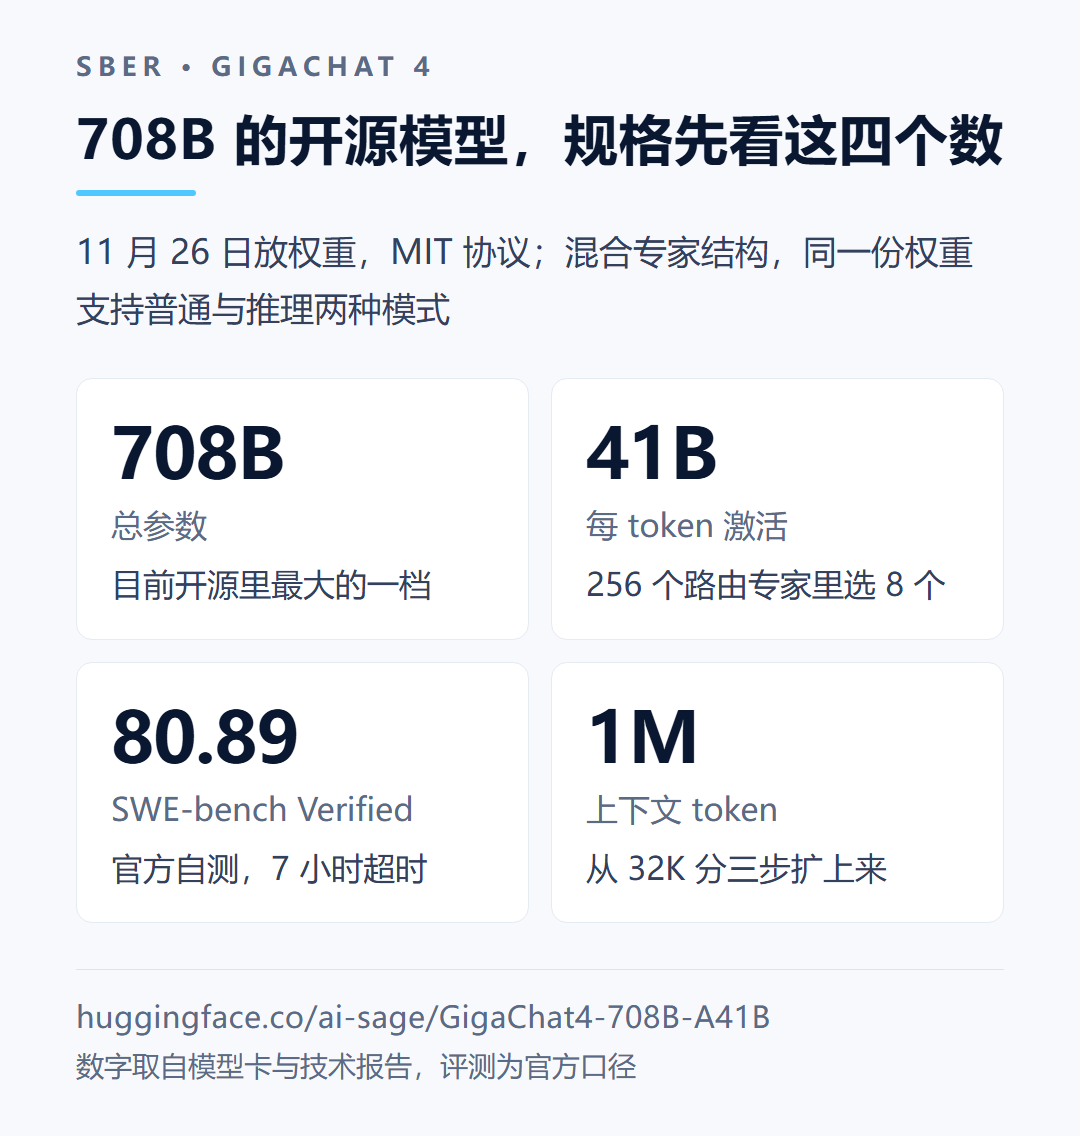 SBER • GIGACHAT 4
708B 的开源模型，规格先看这四个数
11 月 26 日放权重，MIT 协议；混合专家结构，同一份权重
支持普通与推理两种模式
708B
总参数
目前开源里最大的一档
41B
每 token 激活
256 个路由专家里选 8 个
80.89
SWE-bench Verified
官方自测，7 小时超时
1M
上下文 token
从 32K 分三步扩上来
huggingface.co/ai-sage/GigaChat4-708B-A41B
数字取自模型卡与技术报告，评测为官方口径